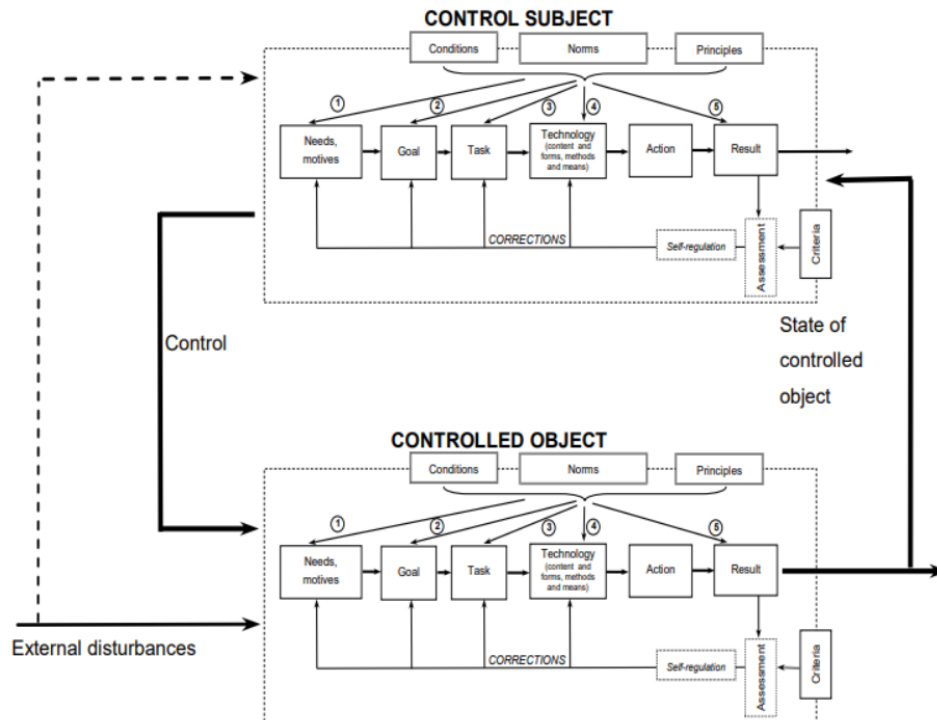 CONTROL SUBJECT
Conditions
Norms
Principles
1
2
3
4
5
Needs,
motives
Goal
Task
Technology
(content and
forms, methods
and means)
Action
Result
CORRECTIONS
Self-regulation
Assessment
Criteria
Control
State of
controlled
object
CONTROLLED OBJECT
Conditions
Norms
Principles
1
2
3
4
5
Needs,
motives
Goal
Task
Technology
(content and
forms, methods
and means)
Action
Result
External disturbances
CORRECTIONS
Self-regulation
Assessment
Criteria